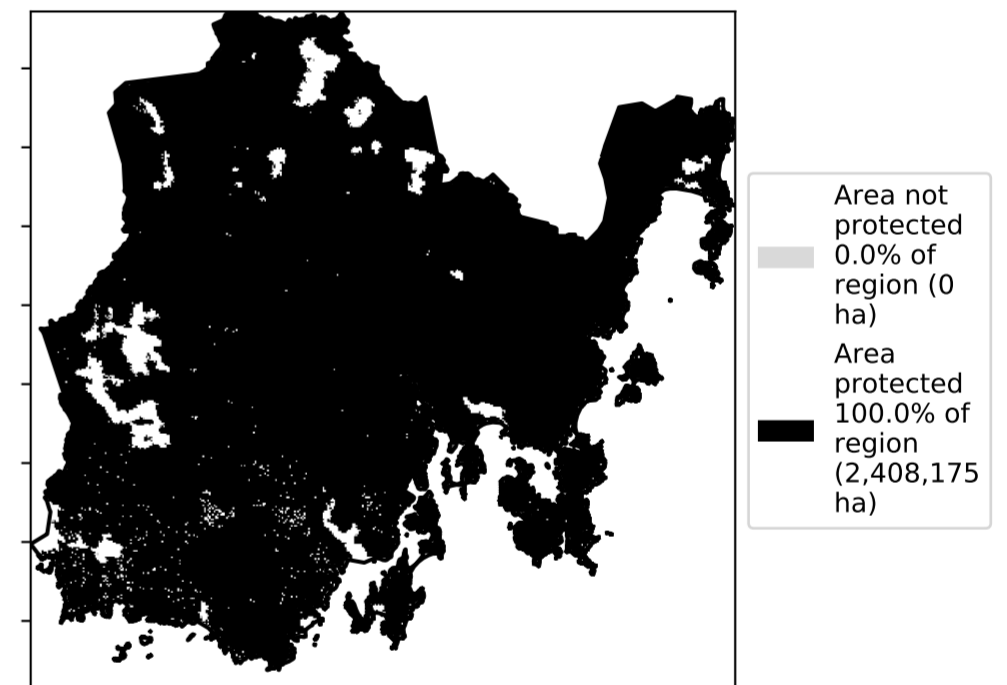 Area not
protected
0.0% of
region (0
ha)
Area
protected
100.0% of
region
(2,408,175
ha)